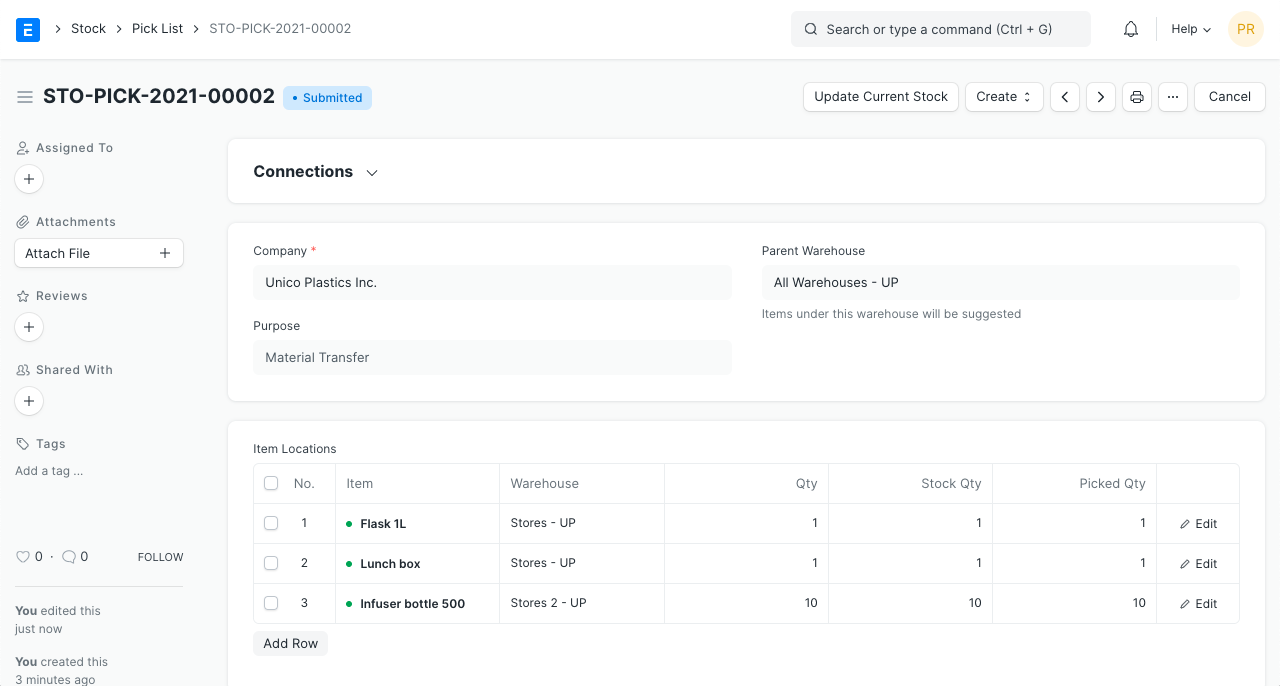 E Stock Pick List STO-PICK-2021-00002 Search or type a command (Ctrl + G) Help PR
STO-PICK-2021-00002 • Submitted Update Current Stock Create ... Cancel
Assigned To
Attachments
Attach File
Reviews
Shared With
Tags
Add a tag ...
0 · 0 FOLLOW
You edited this
just now
You created this
3 minutes ago
Connections
Company *
Unico Plastics Inc.
Purpose
Material Transfer
Parent Warehouse
All Warehouses - UP
Items under this warehouse will be suggested
Item Locations
No. Item Warehouse Qty Stock Qty Picked Qty
1 Flask 1L Stores - UP 1 1 1 Edit
2 Lunch box Stores - UP 1 1 1 Edit
3 Infuser bottle 500 Stores 2 - UP 10 10 10 Edit
Add Row